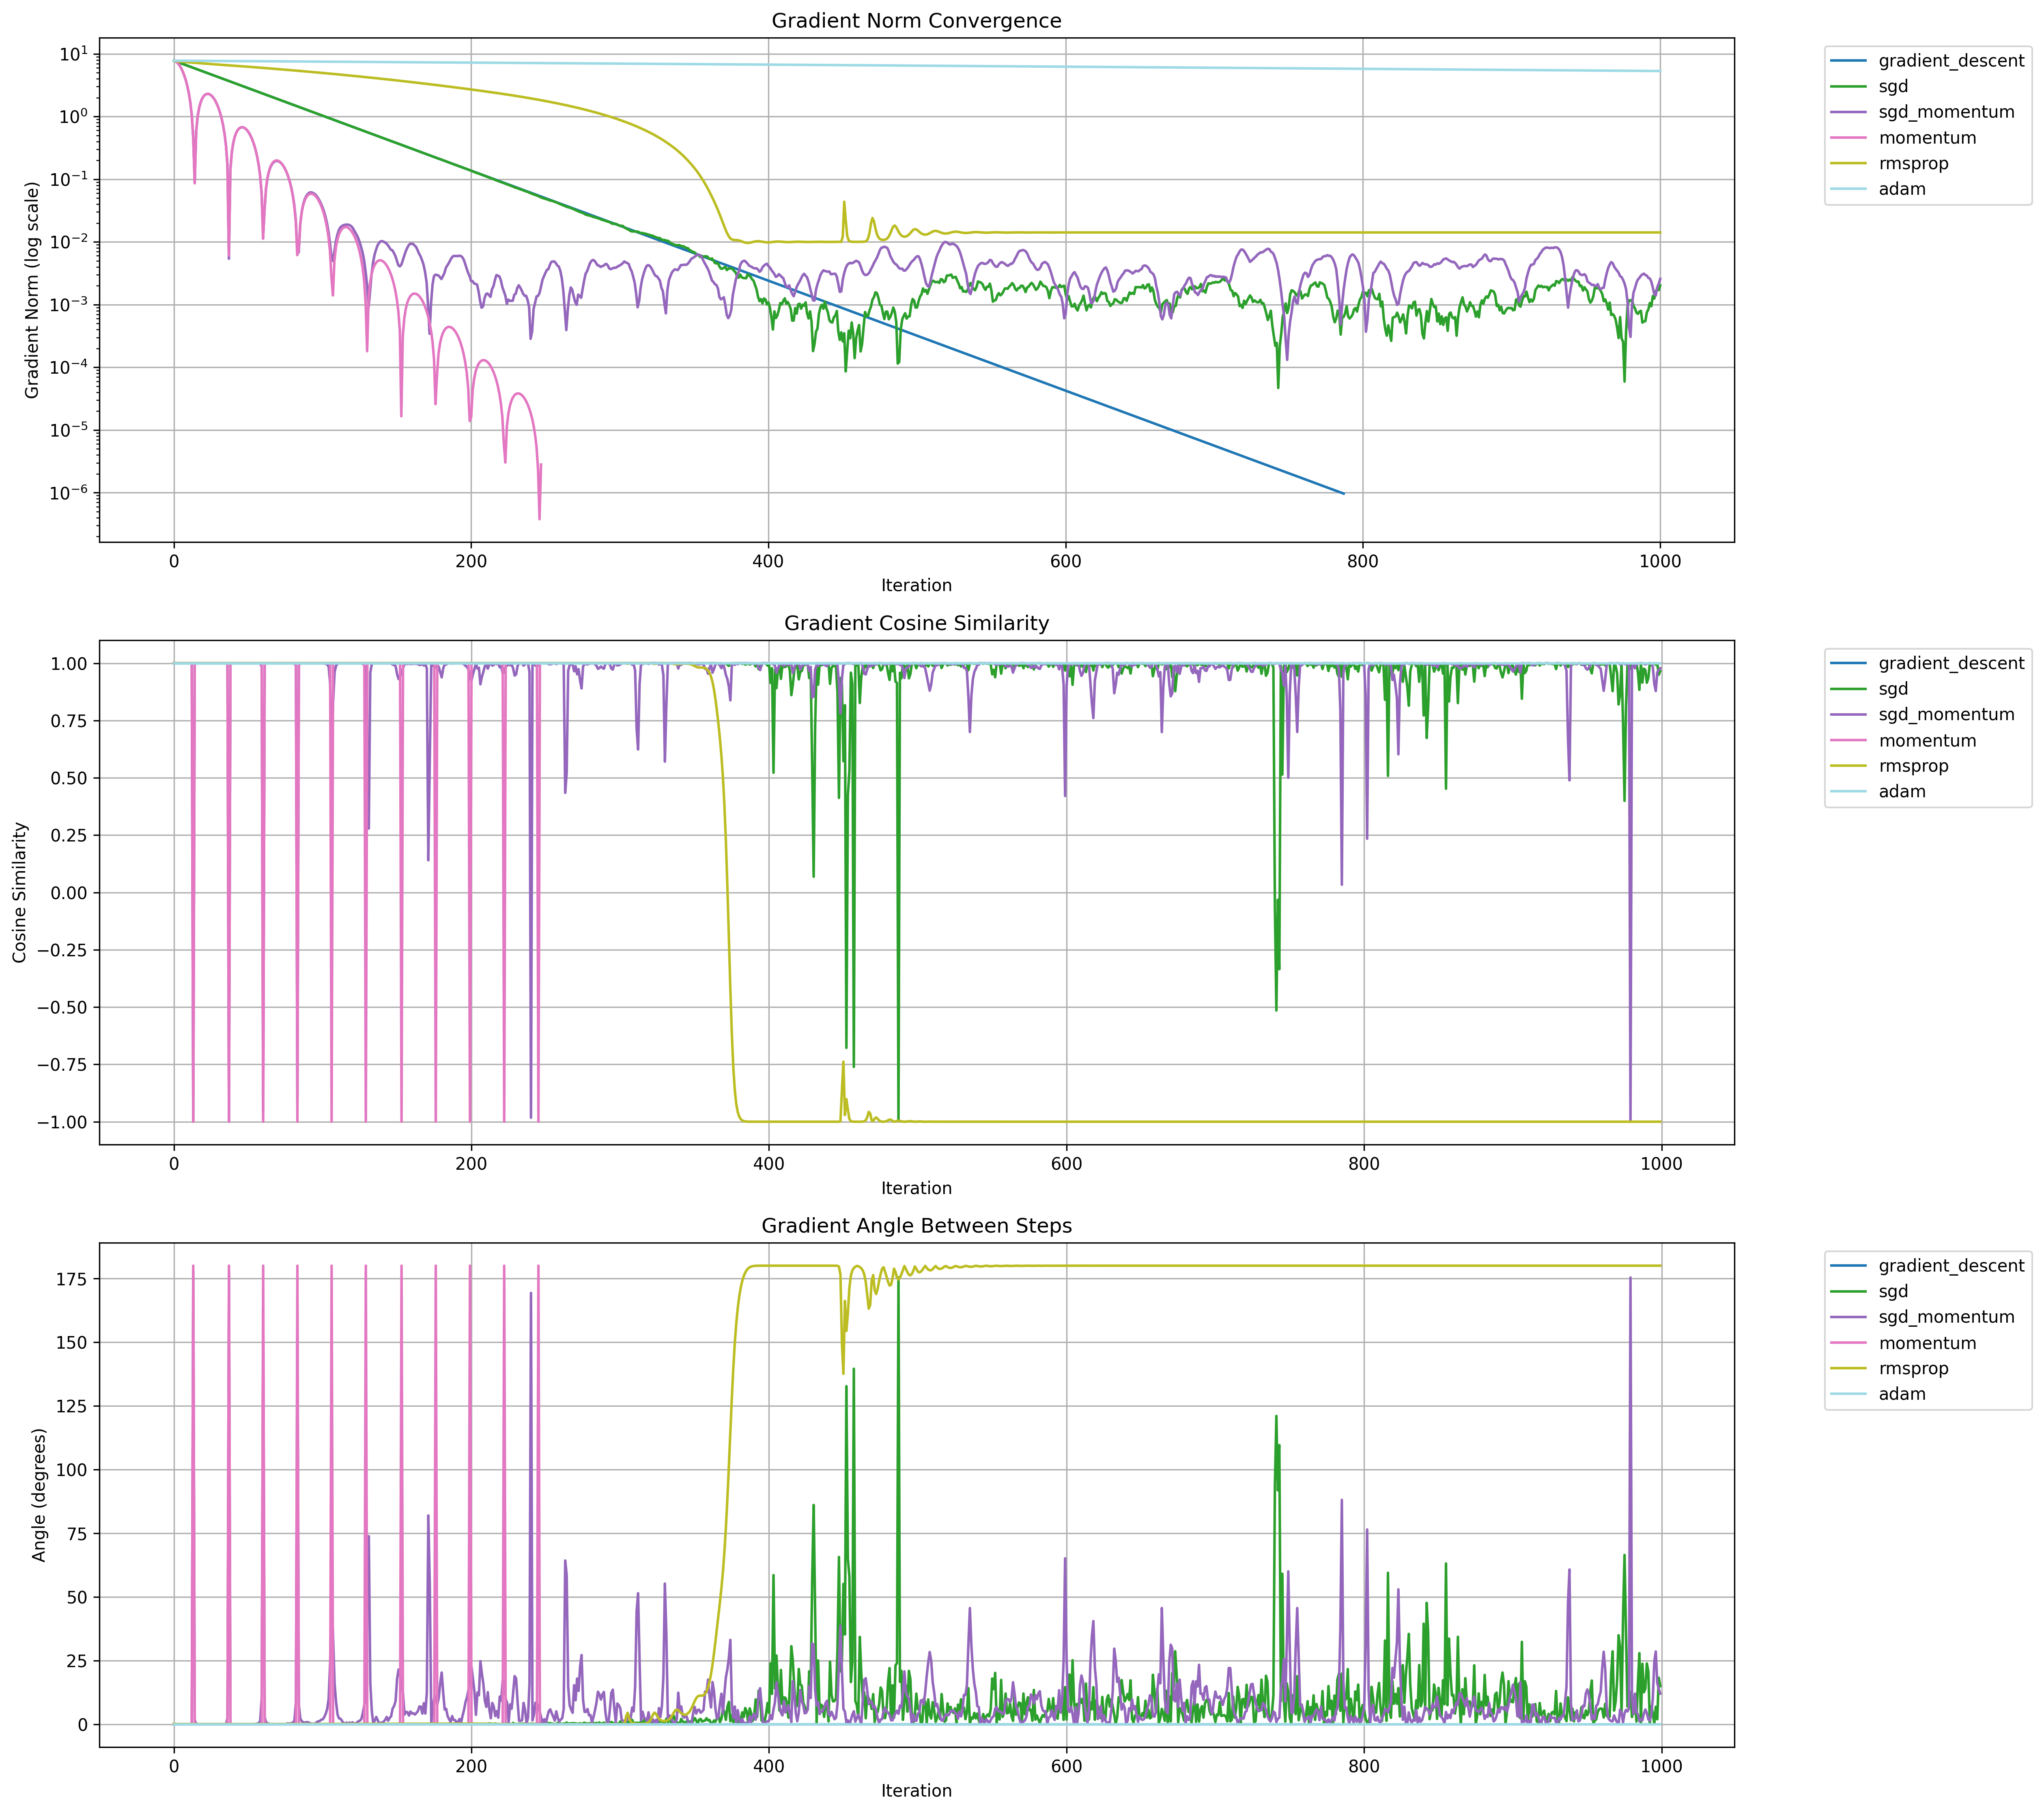 Gradient Norm Convergence
Gradient Norm (log scale)
10¹
10⁰
10⁻¹
10⁻²
10⁻³
10⁻⁴
10⁻⁵
10⁻⁶
0 200 400 600 800 1000
Iteration
gradient_descent
sgd
sgd_momentum
momentum
rmsprop
adam
Gradient Cosine Similarity
Cosine Similarity
1.00
0.75
0.50
0.25
0.00
−0.25
−0.50
−0.75
−1.00
0 200 400 600 800 1000
Iteration
gradient_descent
sgd
sgd_momentum
momentum
rmsprop
adam
Gradient Angle Between Steps
Angle (degrees)
175
150
125
100
75
50
25
0
0 200 400 600 800 1000
Iteration
gradient_descent
sgd
sgd_momentum
momentum
rmsprop
adam